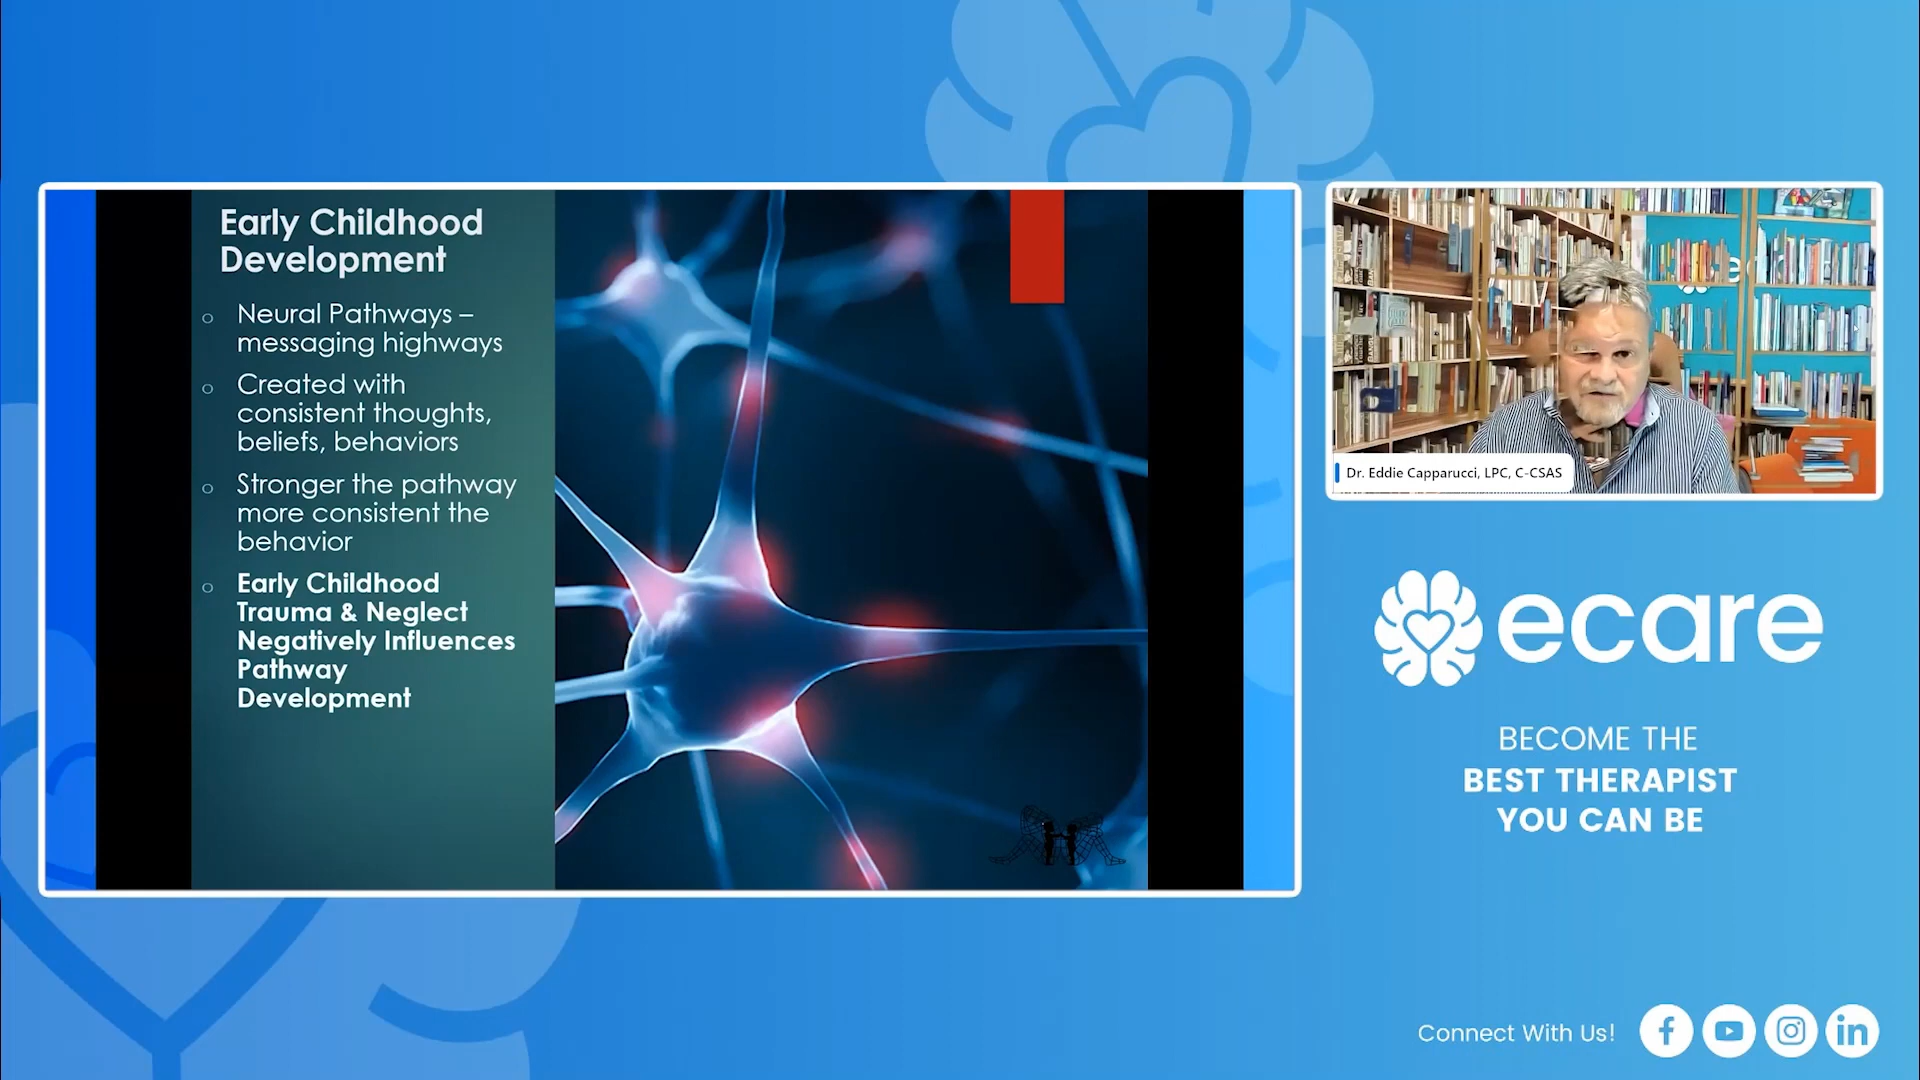 Early Childhood
Development
Neural Pathways –
messaging highways
Created with
consistent thoughts,
beliefs, behaviors
Stronger the pathway
more consistent the
behavior
Early Childhood
Trauma & Neglect
Negatively Influences
Pathway
Development
Dr. Eddie Capparucci, LPC, C-CSAS
ecare
BECOME THE
BEST THERAPIST
YOU CAN BE
Connect With Us!